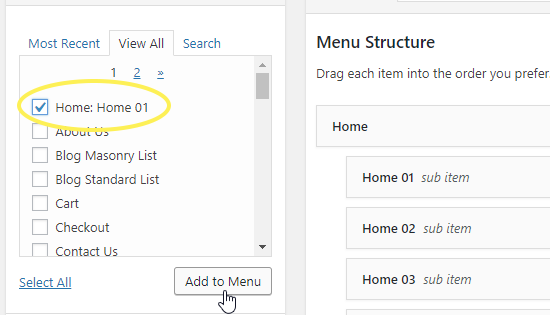 Most Recent View All Search
1 2 »
Home: Home 01
About Us
Blog Masonry List
Blog Standard List
Cart
Checkout
Contact Us
Select All
Add to Menu
Menu Structure
Drag each item into the order you prefer
Home
Home 01 sub item
Home 02 sub item
Home 03 sub item